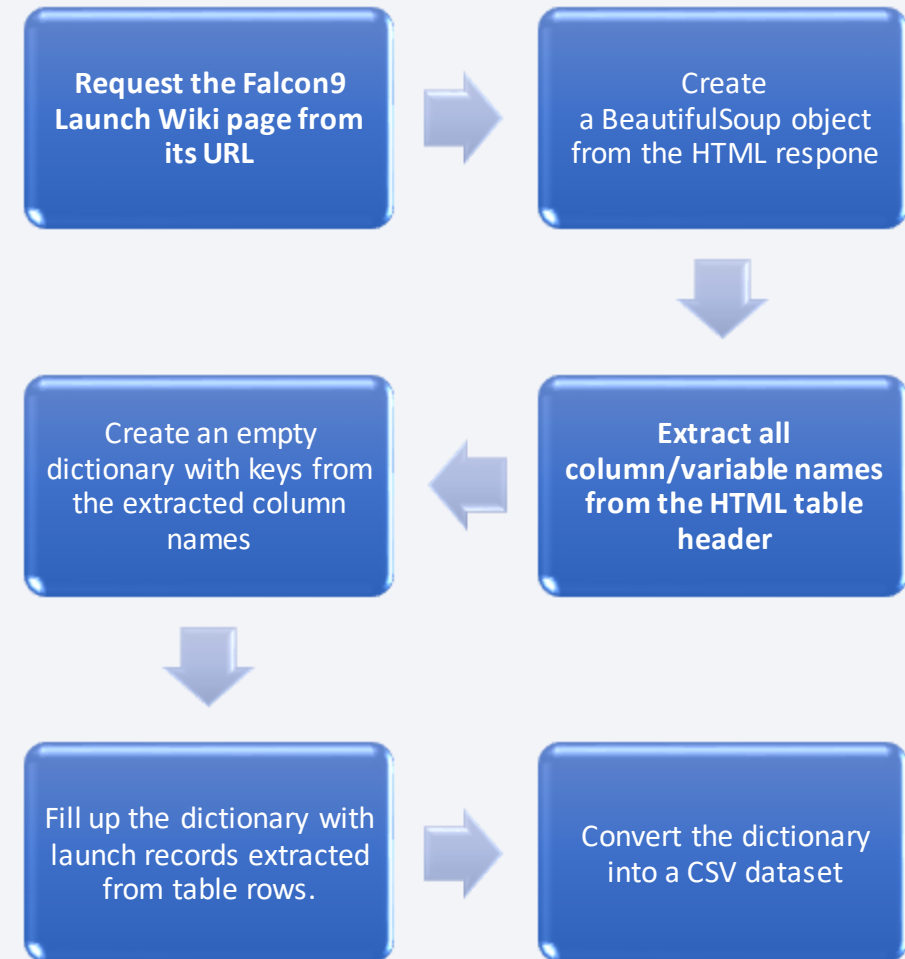 Request the Falcon9
Launch Wiki page from
its URL
Create
a BeautifulSoup object
from the HTML respone
Extract all
column/variable names
from the HTML table
header
Create an empty
dictionary with keys from
the extracted column
names
Fill up the dictionary with
launch records extracted
from table rows.
Convert the dictionary
into a CSV dataset